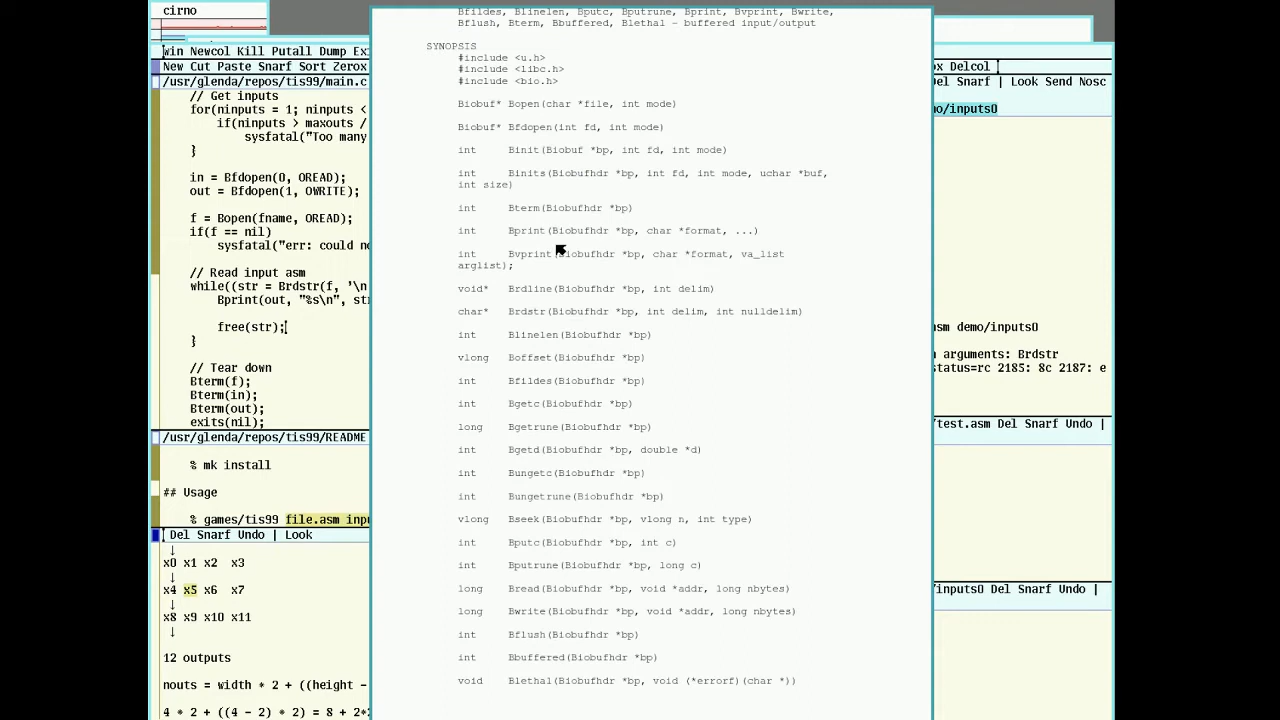 cirno
Win Newcol Kill Putall Dump Ex
New Cut Paste Snarf Sort Zerox
/usr/glenda/repos/tis99/main.c
// Get inputs
for(ninputs = 1; ninputs <
if(ninputs > maxouts /
sysfatal("Too many
}
in = Bfdopen(0, OREAD);
out = Bfdopen(1, OWRITE);
f = Bopen(fname, OREAD);
if(f == nil)
sysfatal("err: could no
// Read input asm
while((str = Brdstr(f, '\n
Bprint(out, "%s\n", str
free(str);
}
// Tear down
Bterm(f);
Bterm(in);
Bterm(out);
exits(nil);
/usr/glenda/repos/tis99/README
% mk install
## Usage
% games/tis99 file.asm inpu
Del Snarf Undo | Look
↓
x0 x1 x2 x3
↓
x4 x5 x6 x7
↓
x8 x9 x10 x11
↓
12 outputs
nouts = width * 2 + ((height -
4 * 2 + ((4 - 2) * 2) = 8 + 2*
Bfildes, Blinelen, Bputc, Bputrune, Bprint, Bvprint, Bwrite,
Bflush, Bterm, Bbuffered, Blethal - buffered input/output
SYNOPSIS
#include <u.h>
#include <libc.h>
#include <bio.h>
Biobuf* Bopen(char *file, int mode)
Biobuf* Bfdopen(int fd, int mode)
int Binit(Biobuf *bp, int fd, int mode)
int Binits(Biobufhdr *bp, int fd, int mode, uchar *buf,
int size)
int Bterm(Biobufhdr *bp)
int Bprint(Biobufhdr *bp, char *format, ...)
int Bvprint(Biobufhdr *bp, char *format, va_list
arglist);
void* Brdline(Biobufhdr *bp, int delim)
char* Brdstr(Biobufhdr *bp, int delim, int nulldelim)
int Blinelen(Biobufhdr *bp)
vlong Boffset(Biobufhdr *bp)
int Bfildes(Biobufhdr *bp)
int Bgetc(Biobufhdr *bp)
long Bgetrune(Biobufhdr *bp)
int Bgetd(Biobufhdr *bp, double *d)
int Bungetc(Biobufhdr *bp)
int Bungetrune(Biobufhdr *bp)
vlong Bseek(Biobufhdr *bp, vlong n, int type)
int Bputc(Biobufhdr *bp, int c)
int Bputrune(Biobufhdr *bp, long c)
long Bread(Biobufhdr *bp, void *addr, long nbytes)
long Bwrite(Biobufhdr *bp, void *addr, long nbytes)
int Bflush(Biobufhdr *bp)
int Bbuffered(Biobufhdr *bp)
void Blethal(Biobufhdr *bp, void (*errorf)(char *))
ox Delcol
Del Snarf | Look Send Nosc
mo/inputs0
asm demo/inputs0
n arguments: Brdstr
status=rc 2185: 8c 2187: e
/test.asm Del Snarf Undo |
/inputs0 Del Snarf Undo |